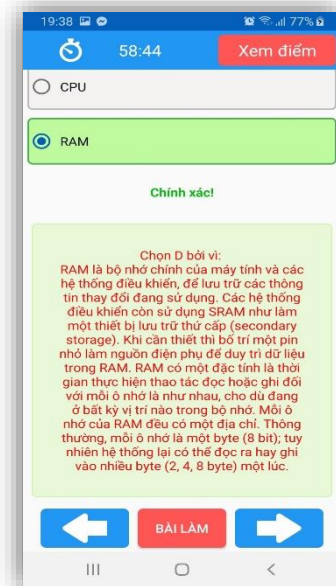 19:38 77%
58:44 Xem điểm
CPU
RAM
Chính xác!
Chọn D bởi vì:
RAM là bộ nhớ chính của máy tính và các
hệ thống điều khiển, để lưu trữ các thông
tin thay đổi đang sử dụng. Các hệ thống
điều khiển còn sử dụng SRAM như làm
một thiết bị lưu trữ thứ cấp (secondary
storage). Khi cần thiết thì bố trí một pin
nhỏ làm nguồn điện phụ để duy trì dữ liệu
trong RAM. RAM có một đặc tính là thời
gian thực hiện thao tác đọc hoặc ghi đối
với mỗi ô nhớ là như nhau, cho dù đang
ở bất kỳ vị trí nào trong bộ nhớ. Mỗi ô
nhớ của RAM đều có một địa chỉ. Thông
thường, mỗi ô nhớ là một byte (8 bit); tuy
nhiên hệ thống lại có thể đọc ra hay ghi
vào nhiều byte (2, 4, 8 byte) một lúc.
BÀI LÀM